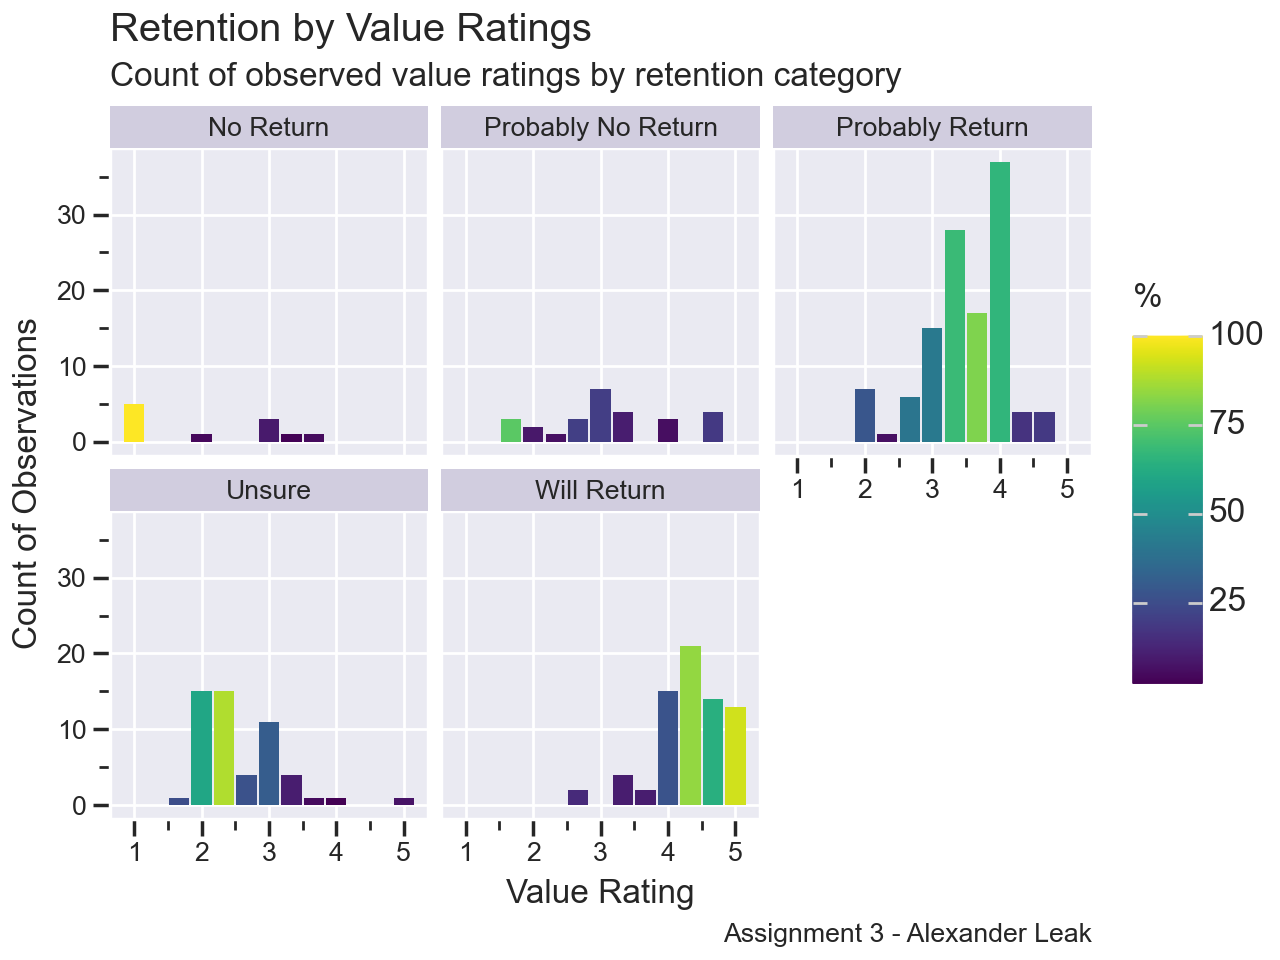 Retention by Value Ratings
Count of observed value ratings by retention category
No Return
Probably No Return
Probably Return
30
20
10
0
1 2 3 4 5
Unsure
Will Return
30
20
10
0
1 2 3 4 5
1 2 3 4 5
Count of Observations
Value Rating
%
100
75
50
25
Assignment 3 - Alexander Leak